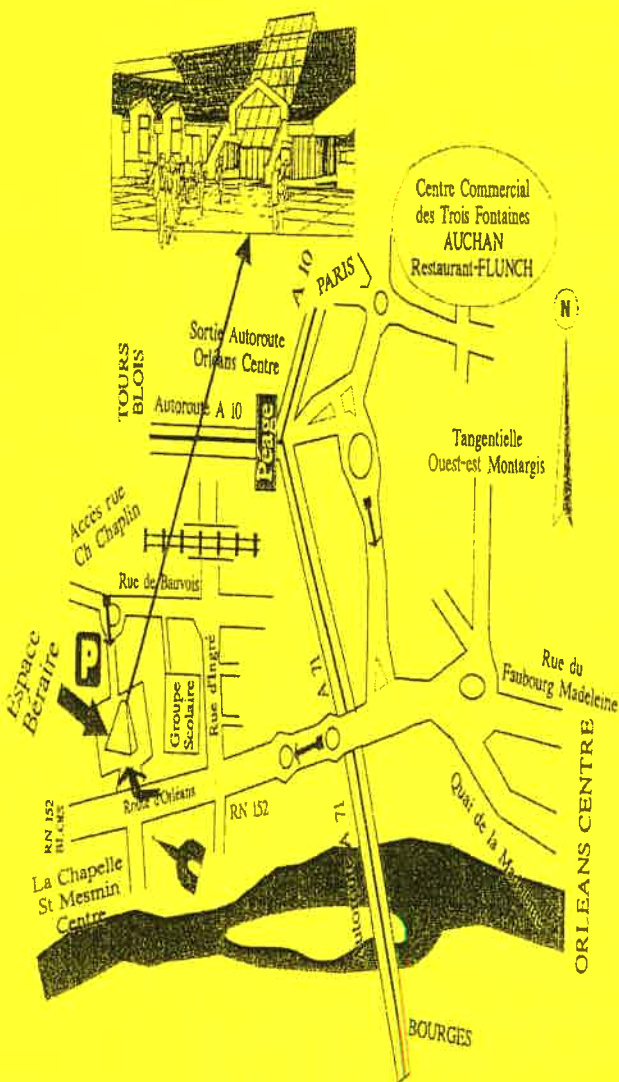 Centre Commercial
des Trois Fontaines
AUCHAN
Restaurant-FLUNCH
A 10
PARIS
N
Sortie Autoroute
Orléans Centre
TOURS
BLOIS
Autoroute A 10
Péage
Tangentielle
Ouest-est Montargis
Accès rue
Ch Chaplin
Rue de Bauvois
P
Espace
Béraire
Groupe
Scolaire
Rue d'Ingré
A 71
Rue du
Faubourg Madeleine
RN 152
BLOIS
Route d'Orléans
RN 152
La Chapelle
St Mesmin
Centre
Autoroute A 71
Quai de la
ORLEANS CENTRE
BOURGES